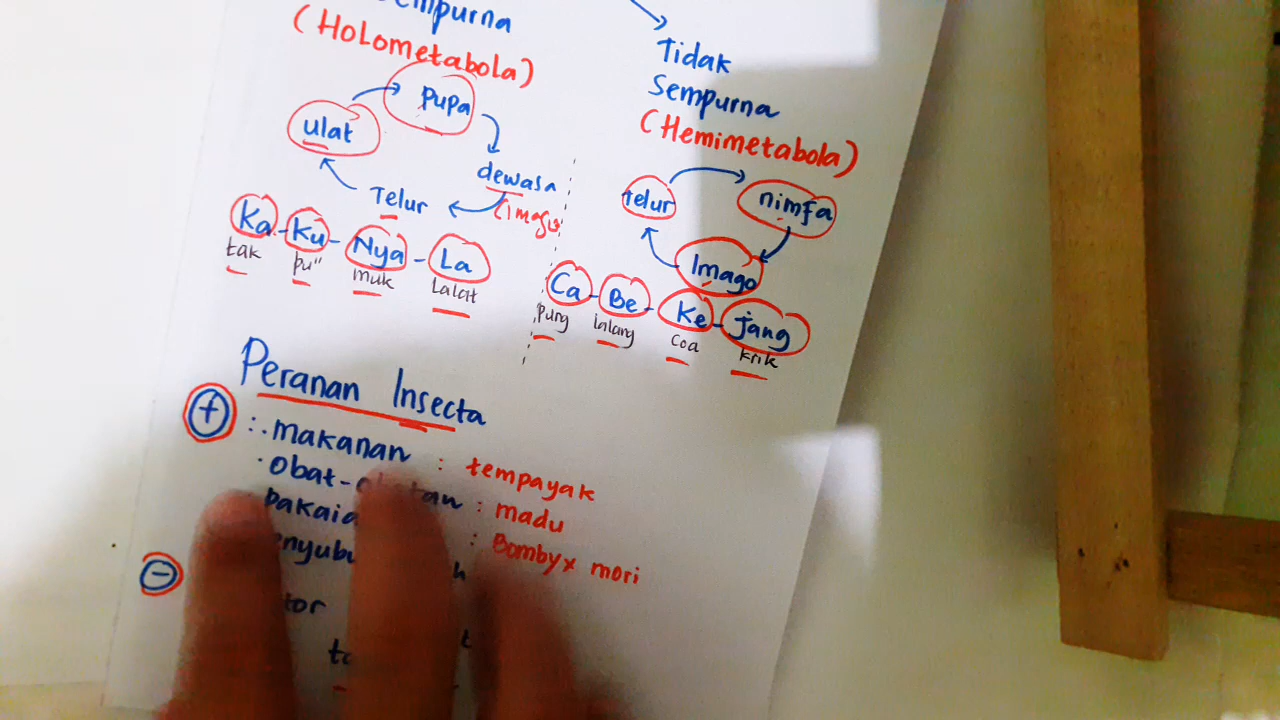 Sempurna
(Holometabola)
ulat
pupa
dewasa
(imago
Telur
Ka - Ku - Nya - La
tak pu" muk Lalat
Tidak
Sempurna
(Hemimetabola)
telur
nimfa
Imago
Ca - Be - Ke - jang
pung lalang coa krik
Peranan Insecta
+ : . makanan : tempayak
. Obat- : madu
: Bombyx mori
-